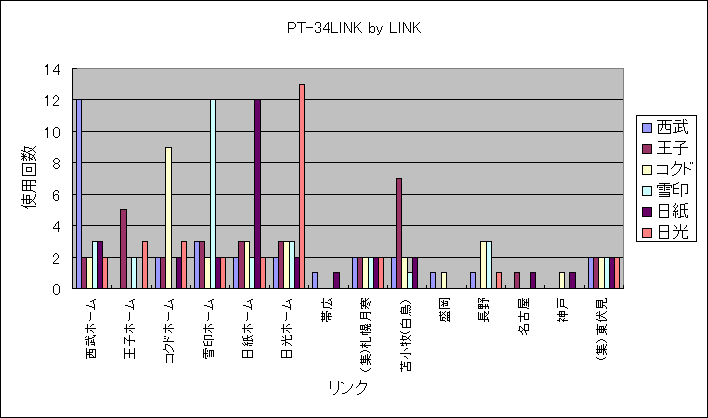 PT-34LINK by LINK
使用回数
14
12
10
8
6
4
2
0
西武ホーム
王子ホーム
コクドホーム
雪印ホーム
日紙ホーム
日光ホーム
帯広
(集)札幌月寒
苫小牧(白鳥)
盛岡
長野
名古屋
神戸
(集)東伏見
リンク
西武
王子
コクド
雪印
日紙
日光